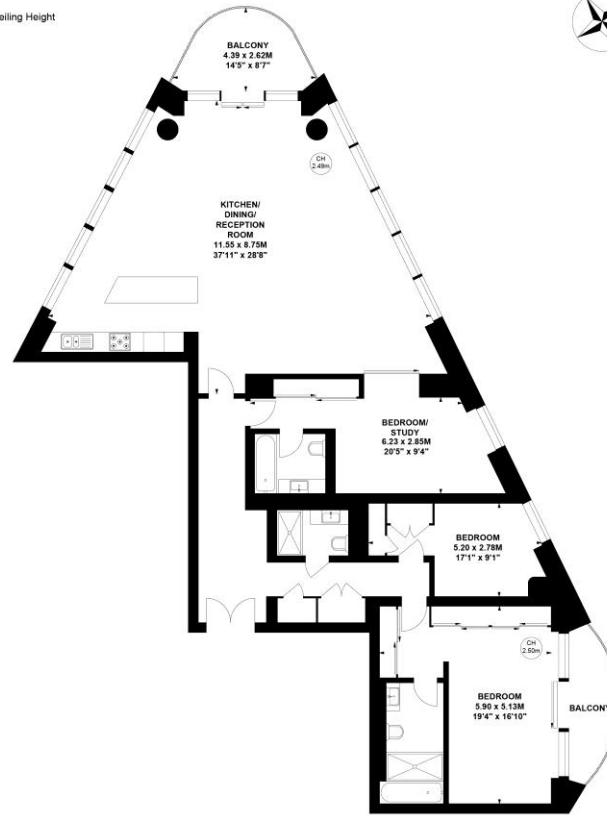 eiling Height
BALCONY
4.39 x 2.62M
14'5" x 8'7"
CH
2.49m
KITCHEN/
DINING/
RECEPTION
ROOM
11.55 x 8.75M
37'11" x 28'8"
BEDROOM/
STUDY
6.23 x 2.85M
20'5" x 9'4"
BEDROOM
5.20 x 2.78M
17'1" x 9'1"
CH
2.50m
BEDROOM
5.90 x 5.13M
19'4" x 16'10"
BALCONY